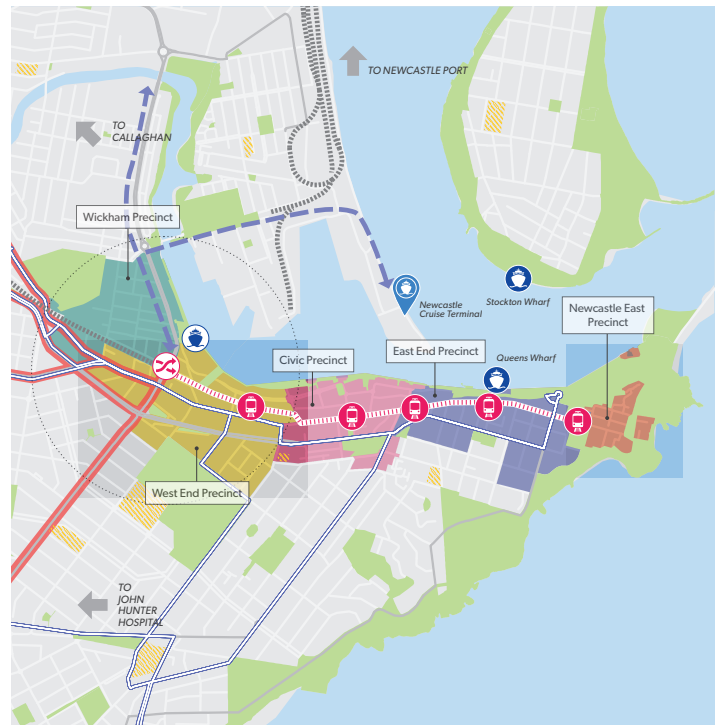 TO NEWCASTLE PORT
TO
CALLAGHAN
Wickham Precinct
Newcastle
Cruise Terminal
Stockton Wharf
Newcastle East
Precinct
Civic Precinct
East End Precinct
Queens Wharf
West End Precinct
TO
JOHN
HUNTER
HOSPITAL